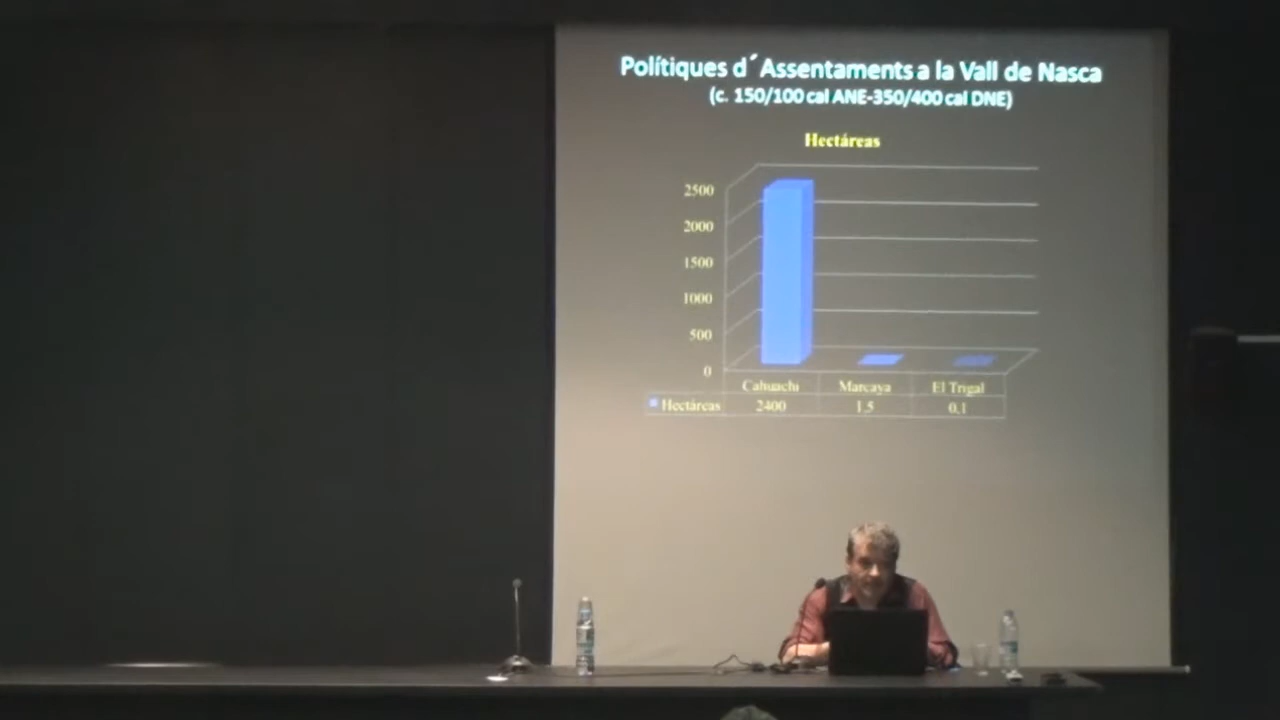 Polítiques d´Assentaments a la Vall de Nasca
(c. 150/100 cal ANE-350/400 cal DNE)
Hectáreas
2500
2000
1500
1000
500
0
Cahuachi Marcaya El Trigal
Hectáreas 2400 1,5 0,1